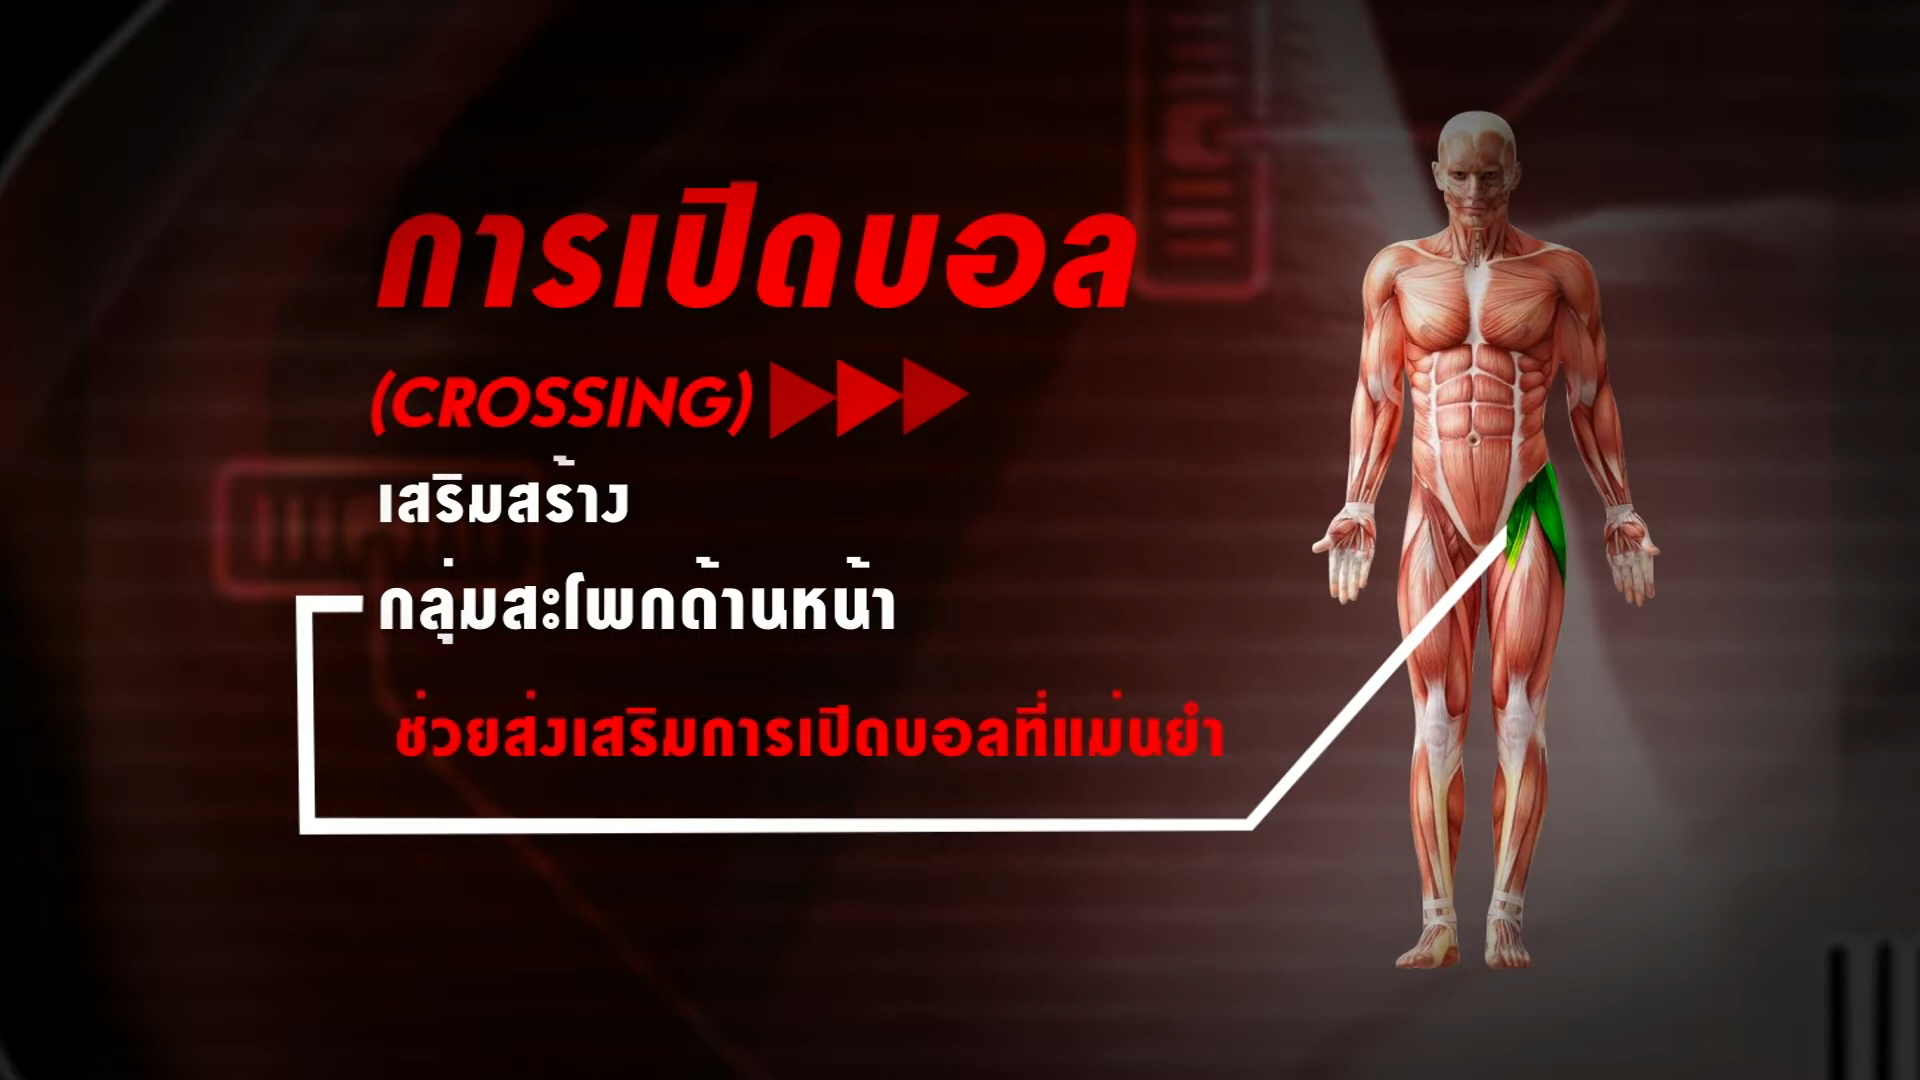 การเปิดบอล
(CROSSING)
เสริมสร้าง
กลุ่มสะโพกด้านหน้า
ช่วยส่งเสริมการเปิดบอลที่แม่นยำ